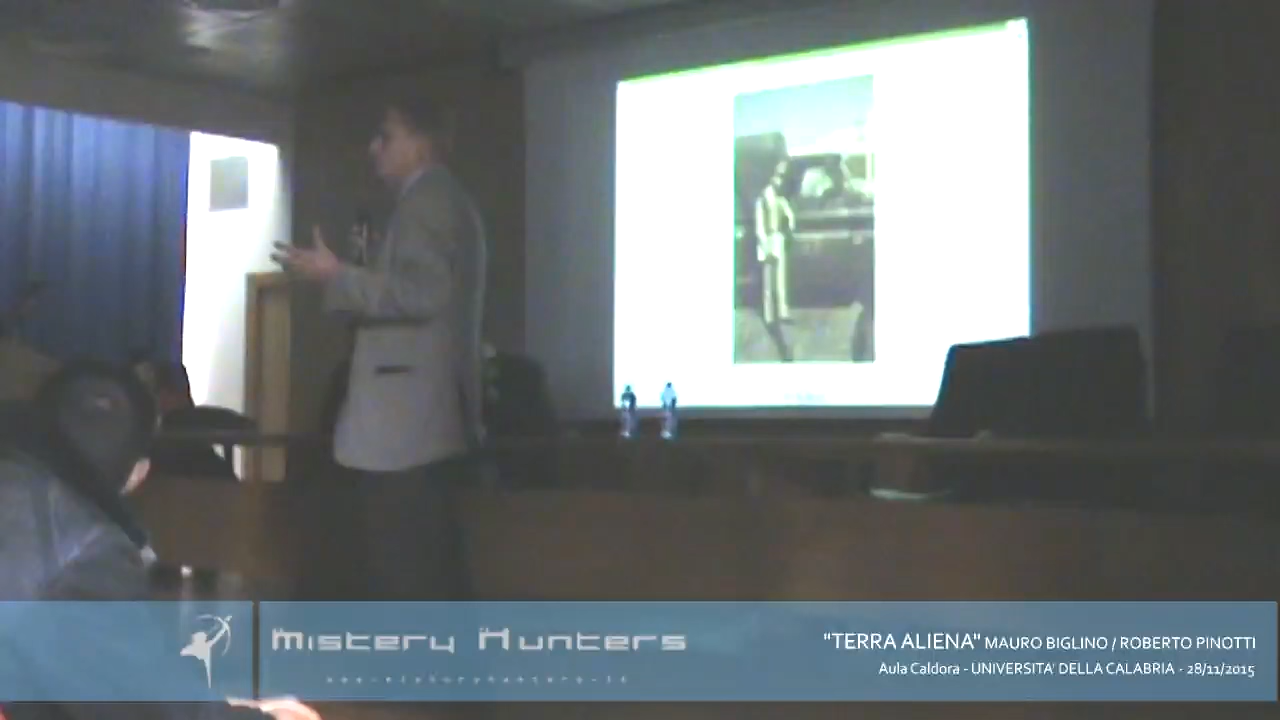 Mistery Hunters
"TERRA ALIENA" MAURO BIGLINO / ROBERTO PINOTTI
Aula Caldora - UNIVERSITA' DELLA CALABRIA - 28/11/2015